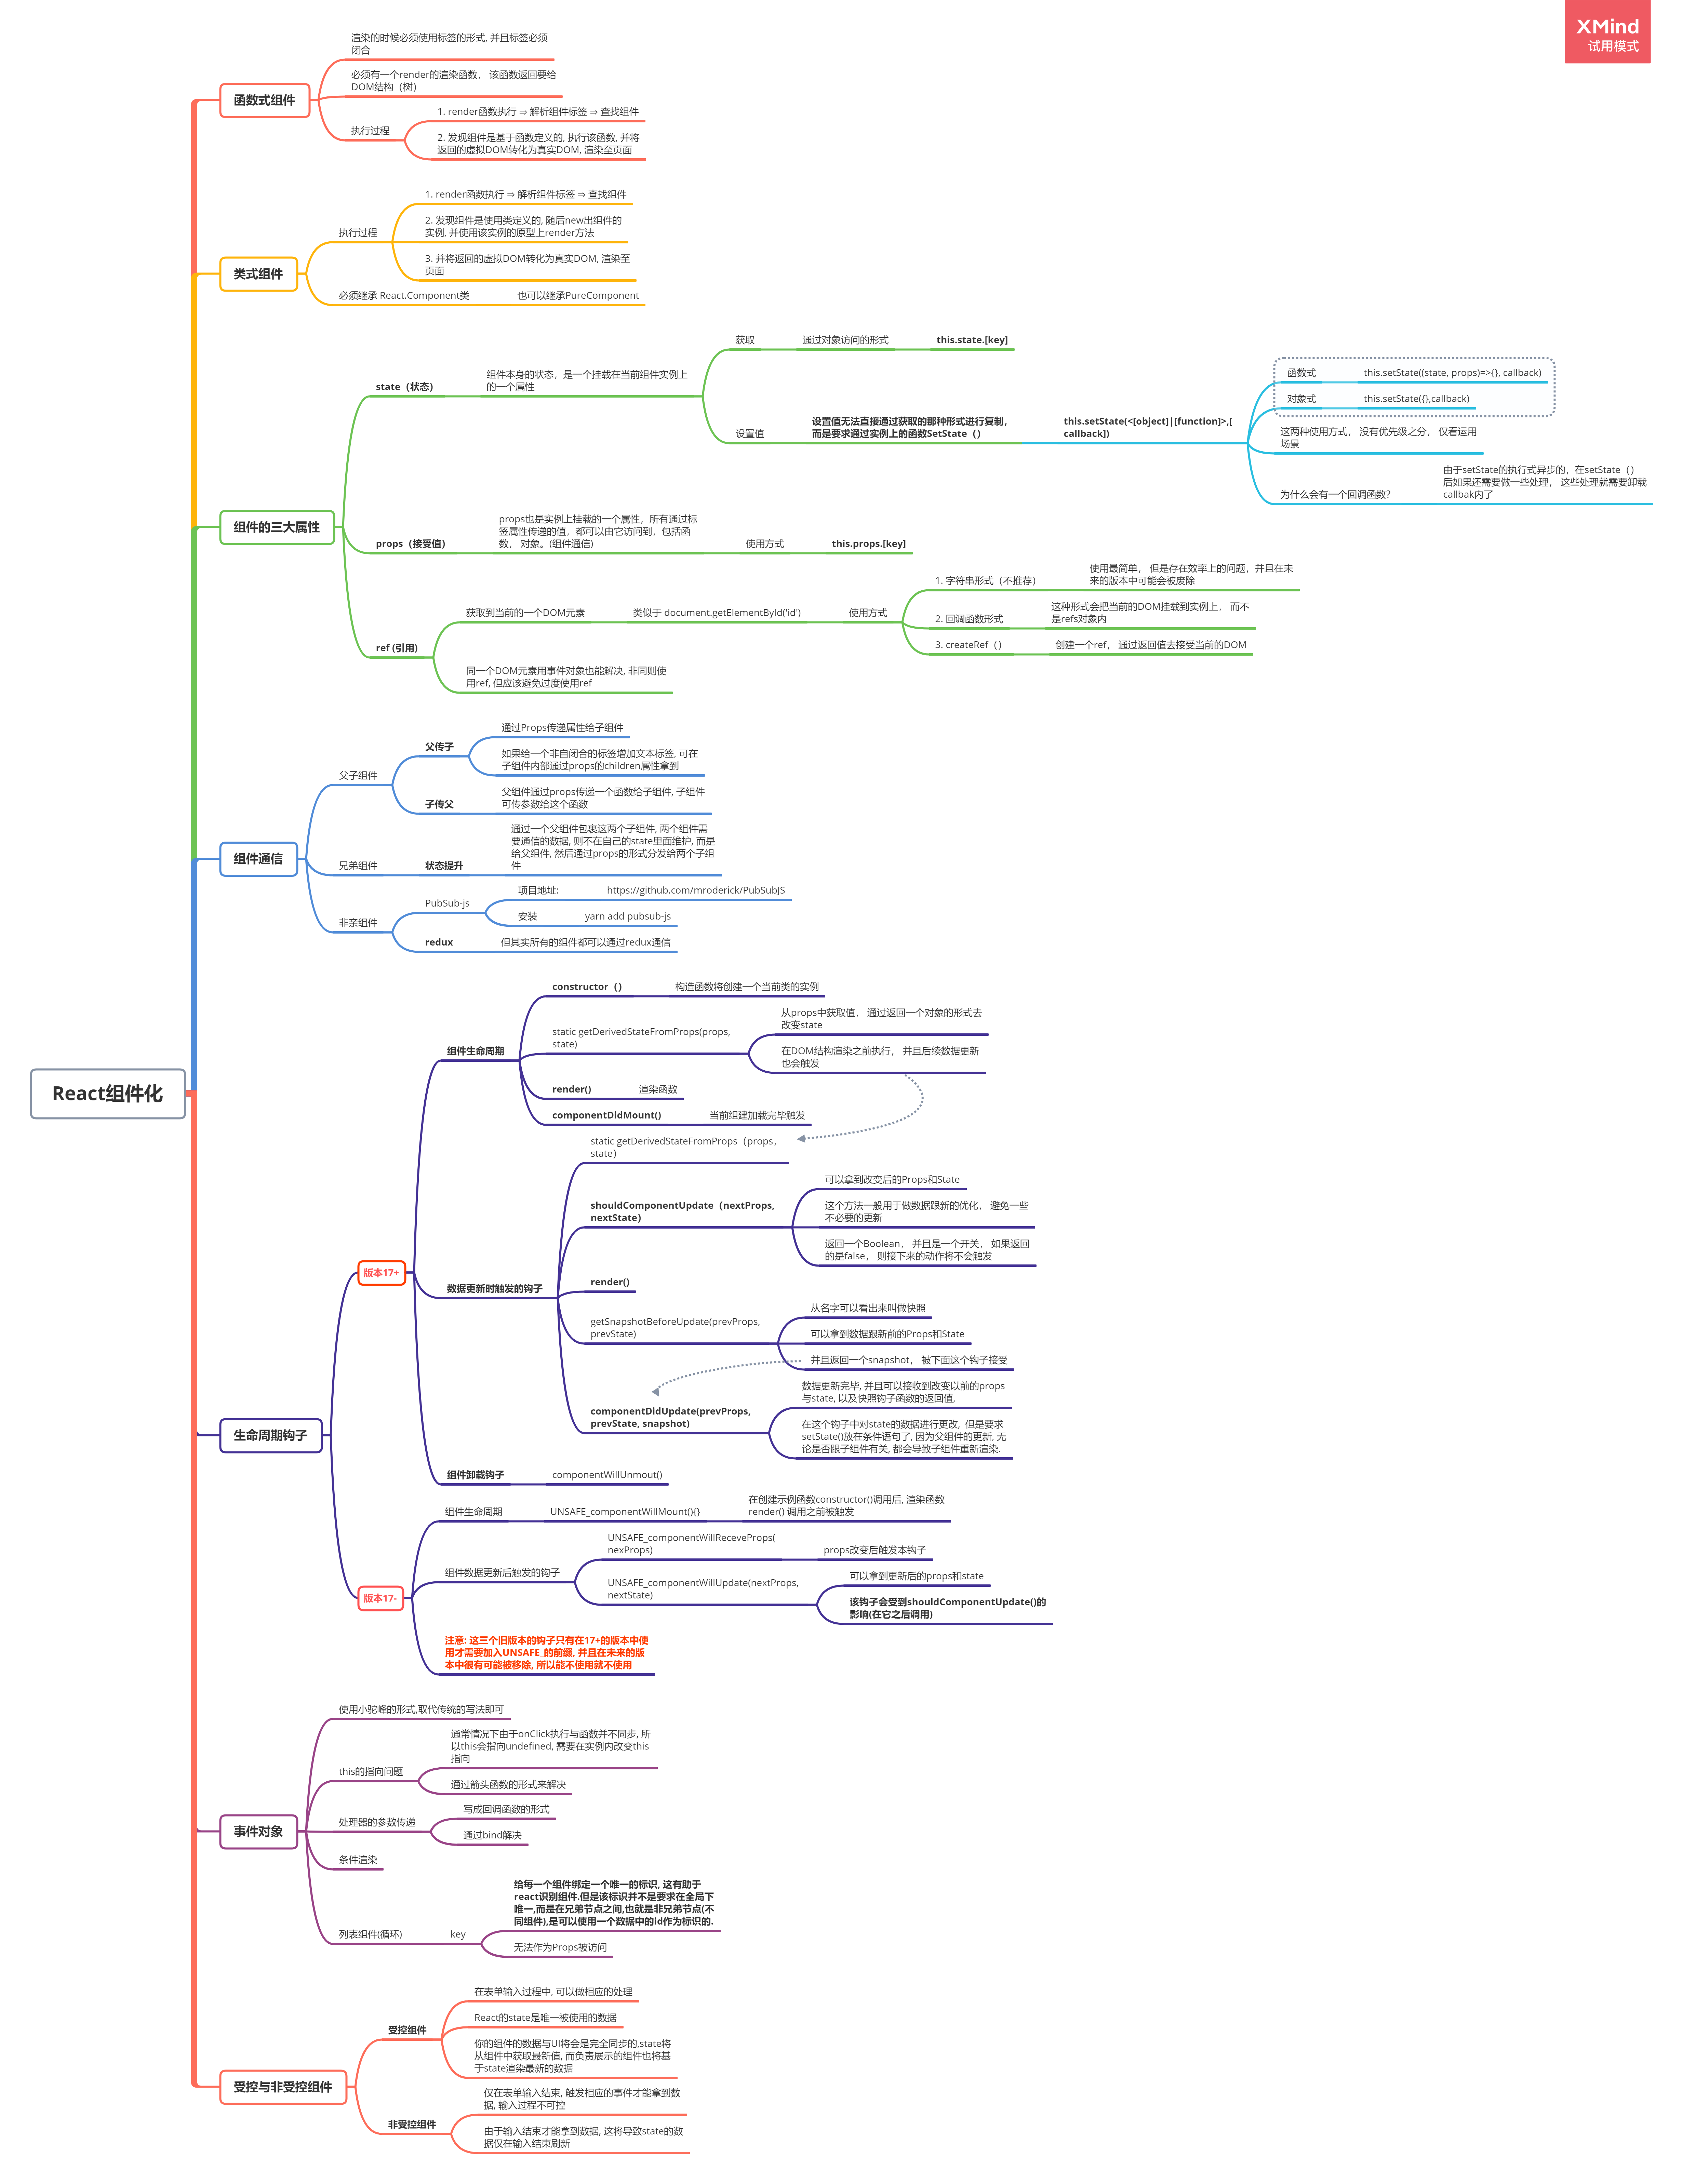 XMind
试用模式
渲染的时候必须使用标签的形式, 并且标签必须
闭合
必须有一个render的渲染函数， 该函数返回要给
DOM结构（树）
函数式组件
1. render函数执行 ⇒ 解析组件标签 ⇒ 查找组件
执行过程
2. 发现组件是基于函数定义的, 执行该函数, 并将
返回的虚拟DOM转化为真实DOM, 渲染至页面
1. render函数执行 ⇒ 解析组件标签 ⇒ 查找组件
2. 发现组件是使用类定义的, 随后new出组件的
实例, 并使用该实例的原型上render方法
执行过程
3. 并将返回的虚拟DOM转化为真实DOM, 渲染至
页面
类式组件
必须继承 React.Component类
也可以继承PureComponent
获取
通过对象访问的形式
this.state.[key]
state（状态）
组件本身的状态，是一个挂载在当前组件实例上
的一个属性
函数式
this.setState((state, props)=>{}, callback)
对象式
this.setState({},callback)
设置值
设置值无法直接通过获取的那种形式进行复制，
而是要求通过实例上的函数SetState（）
this.setState(<[object]|[function]>,[
callback])
这两种使用方式， 没有优先级之分， 仅看运用
场景
为什么会有一个回调函数？
由于setState的执行式异步的，在setState（）
后如果还需要做一些处理， 这些处理就需要卸载
callbak内了
组件的三大属性
props（接受值）
props也是实例上挂载的一个属性，所有通过标
签属性传递的值，都可以由它访问到，包括函
数， 对象。(组件通信)
使用方式
this.props.[key]
ref (引用)
获取到当前的一个DOM元素
类似于 document.getElementById('id')
使用方式
1. 字符串形式（不推荐）
使用最简单， 但是存在效率上的问题，并且在未
来的版本中可能会被废除
2. 回调函数形式
这种形式会把当前的DOM挂载到实例上， 而不
是refs对象内
3. createRef（）
创建一个ref， 通过返回值去接受当前的DOM
同一个DOM元素用事件对象也能解决, 非同则使
用ref, 但应该避免过度使用ref
组件通信
父子组件
父传子
通过Props传递属性给子组件
如果给一个非自闭合的标签增加文本标签, 可在
子组件内部通过props的children属性拿到
子传父
父组件通过props传递一个函数给子组件, 子组件
可传参数给这个函数
兄弟组件
状态提升
通过一个父组件包裹这两个子组件, 两个组件需
要通信的数据, 则不在自己的state里面维护, 而是
给父组件, 然后通过props的形式分发给两个子组
件
非亲组件
PubSub-js
项目地址:
https://github.com/mroderick/PubSubJS
安装
yarn add pubsub-js
redux
但其实所有的组件都可以通过redux通信
React组件化
生命周期钩子
版本17+
组件生命周期
constructor（）
构造函数将创建一个当前类的实例
static getDerivedStateFromProps(props,
state)
从props中获取值， 通过返回一个对象的形式去
改变state
在DOM结构渲染之前执行， 并且后续数据更新
也会触发
render()
渲染函数
componentDidMount()
当前组建加载完毕触发
数据更新时触发的钩子
static getDerivedStateFromProps（props，
state）
shouldComponentUpdate（nextProps,
nextState）
可以拿到改变后的Props和State
这个方法一般用于做数据跟新的优化， 避免一些
不必要的更新
返回一个Boolean， 并且是一个开关， 如果返回
的是false， 则接下来的动作将不会触发
render()
getSnapshotBeforeUpdate(prevProps,
prevState)
从名字可以看出来叫做快照
可以拿到数据跟新前的Props和State
并且返回一个snapshot， 被下面这个钩子接受
componentDidUpdate(prevProps,
prevState, snapshot)
数据更新完毕, 并且可以接收到改变以前的props
与state, 以及快照钩子函数的返回值,
在这个钩子中对state的数据进行更改, 但是要求
setState()放在条件语句了, 因为父组件的更新, 无
论是否跟子组件有关, 都会导致子组件重新渲染.
组件卸载钩子
componentWillUnmout()
版本17-
组件生命周期
UNSAFE_componentWillMount(){}
在创建示例函数constructor()调用后, 渲染函数
render() 调用之前被触发
组件数据更新后触发的钩子
UNSAFE_componentWillReceveProps(
nexProps)
props改变后触发本钩子
UNSAFE_componentWillUpdate(nextProps,
nextState)
可以拿到更新后的props和state
该钩子会受到shouldComponentUpdate()的
影响(在它之后调用)
注意: 这三个旧版本的钩子只有在17+的版本中使
用才需要加入UNSAFE_的前缀, 并且在未来的版
本中很有可能被移除, 所以能不使用就不使用
事件对象
使用小驼峰的形式,取代传统的写法即可
this的指向问题
通常情况下由于onClick执行与函数并不同步, 所
以this会指向undefined, 需要在实例内改变this
指向
通过箭头函数的形式来解决
处理器的参数传递
写成回调函数的形式
通过bind解决
条件渲染
列表组件(循环)
key
给每一个组件绑定一个唯一的标识, 这有助于
react识别组件.但是该标识并不是要求在全局下
唯一,而是在兄弟节点之间,也就是非兄弟节点(不
同组件),是可以使用一个数据中的id作为标识的.
无法作为Props被访问
受控与非受控组件
受控组件
在表单输入过程中, 可以做相应的处理
React的state是唯一被使用的数据
你的组件的数据与UI将会是完全同步的,state将
从组件中获取最新值, 而负责展示的组件也将基
于state渲染最新的数据
非受控组件
仅在表单输入结束, 触发相应的事件才能拿到数
据, 输入过程不可控
由于输入结束才能拿到数据, 这将导致state的数
据仅在输入结束刷新